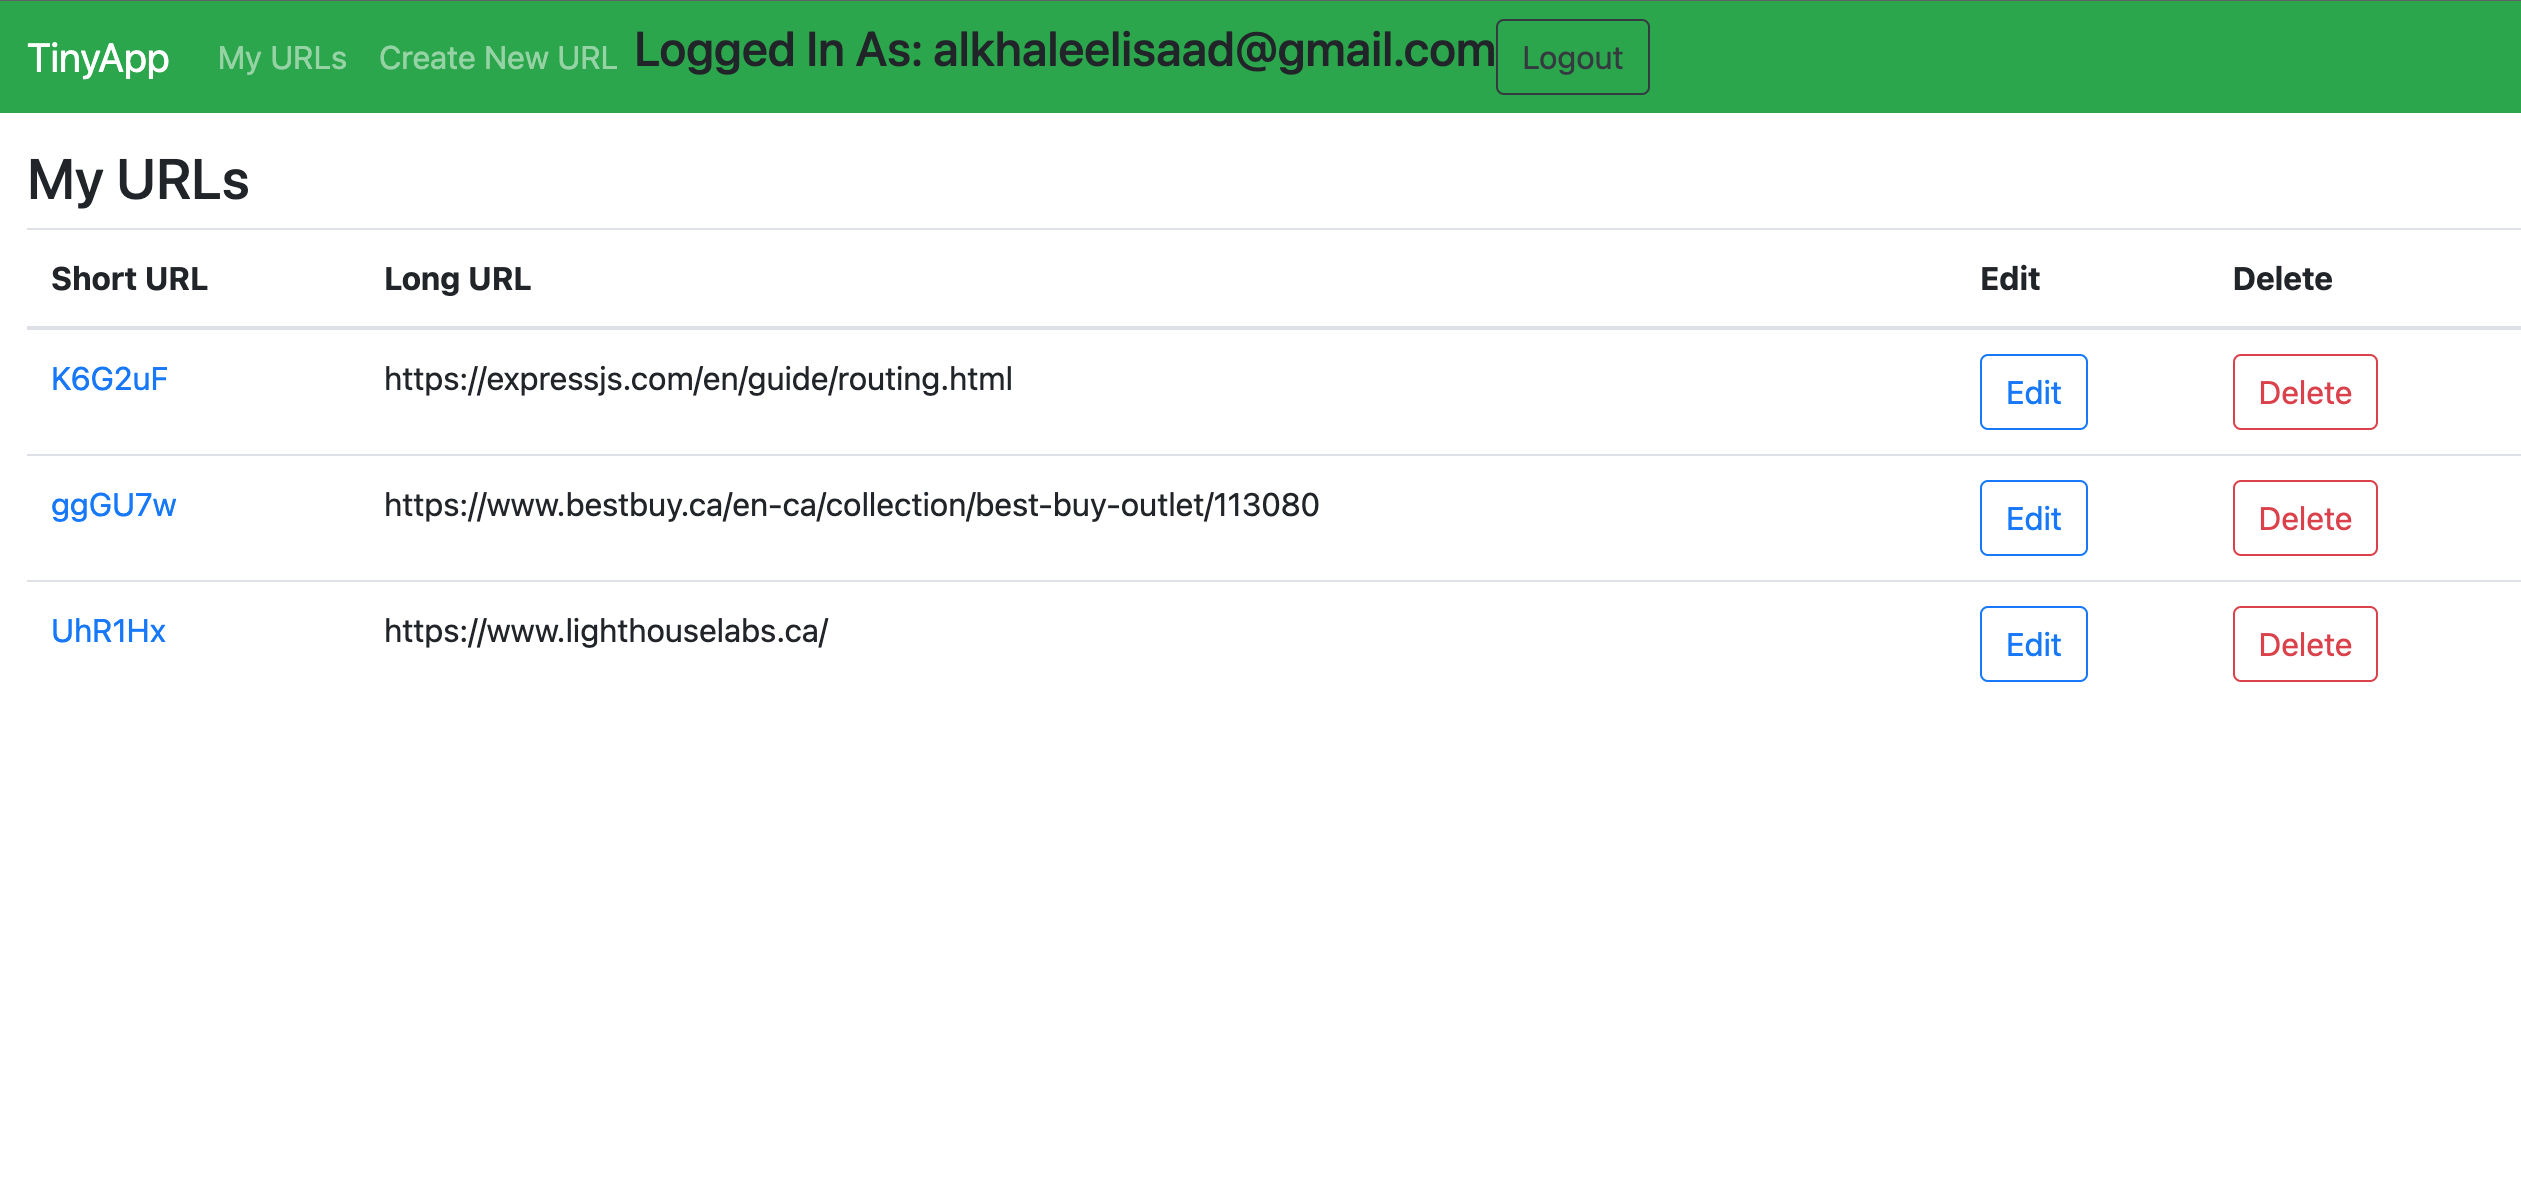 TinyApp My URLs Create New URL Logged In As: alkhaleelisaad@gmail.com Logout
My URLs
Short URL Long URL Edit Delete
K6G2uF https://expressjs.com/en/guide/routing.html Edit Delete
ggGU7w https://www.bestbuy.ca/en-ca/collection/best-buy-outlet/113080 Edit Delete
UhR1Hx https://www.lighthouselabs.ca/ Edit Delete